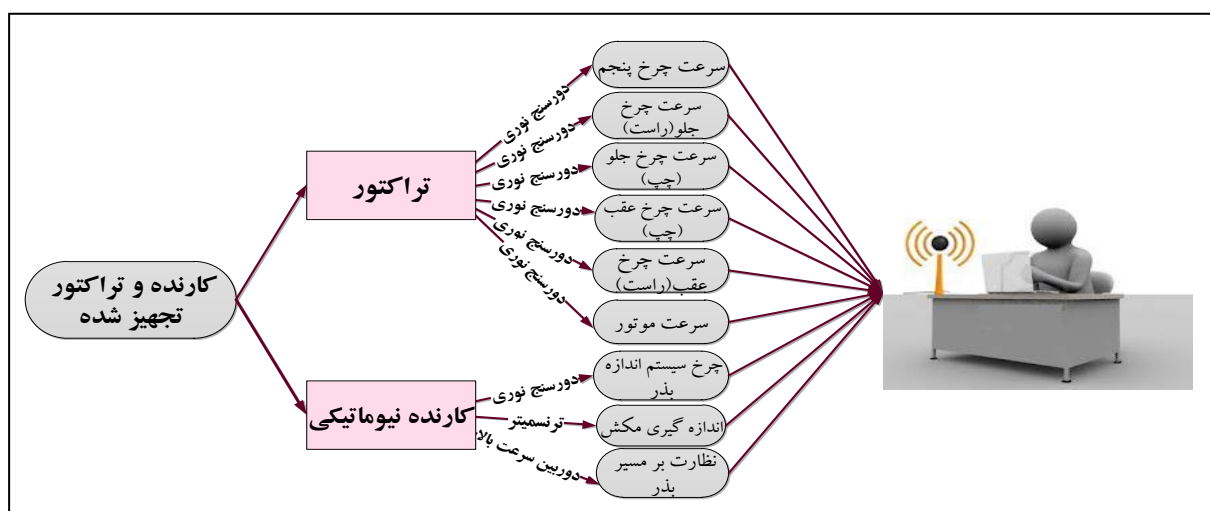 کارنده و تراکتور
تجهیز شده
تراکتور
کارنده نیوماتیکی
دورسنج نوری
دورسنج نوری
دورسنج نوری
دورسنج نوری
دورسنج نوری
دورسنج نوری
دورسنج نوری
ترنسمیتر
دوربین سرعت بالا
سرعت چرخ پنجم
سرعت چرخ
جلو(راست)
سرعت چرخ جلو
(چپ)
سرعت چرخ عقب
(چپ)
سرعت چرخ
عقب(راست)
سرعت موتور
چرخ سیستم اندازه
بذر
اندازه گیری مکش
نظارت بر مسیر
بذر